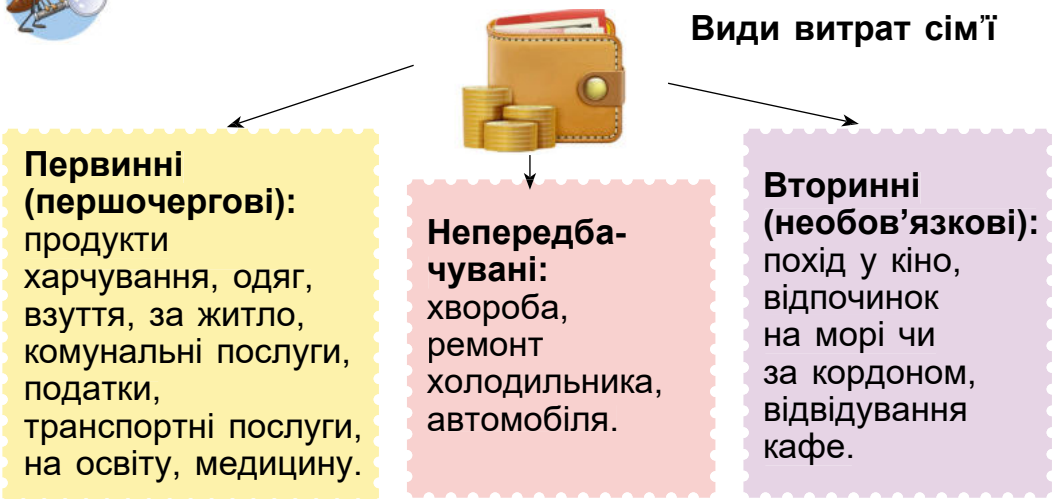 Види витрат сім'ї
Первинні
(першочергові):
продукти
харчування, одяг,
взуття, за житло,
комунальні послуги,
податки,
транспортні послуги,
на освіту, медицину.
Непередба-
чувані:
хвороба,
ремонт
холодильника,
автомобіля.
Вторинні
(необов’язкові):
похід у кіно,
відпочинок
на морі чи
за кордоном,
відвідування
кафе.